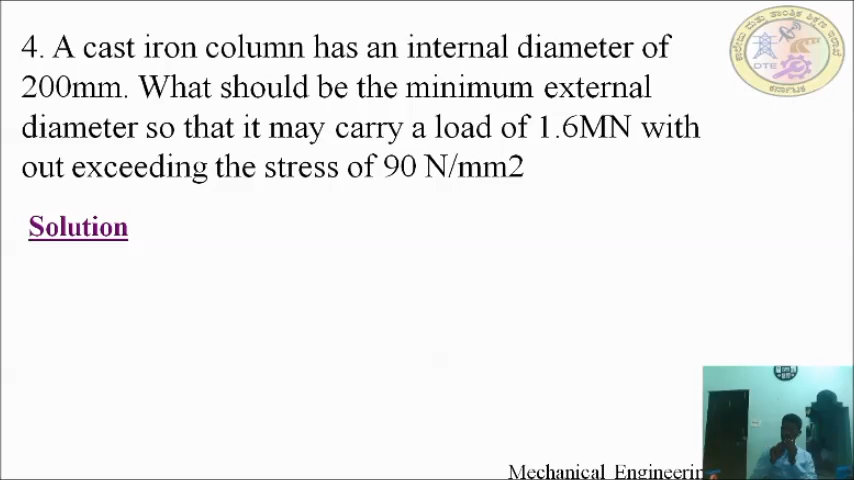 4. A cast iron column has an internal diameter of
200mm. What should be the minimum external
diameter so that it may carry a load of 1.6MN with
out exceeding the stress of 90 N/mm2
Solution
DTE
Mechanical Engineerin